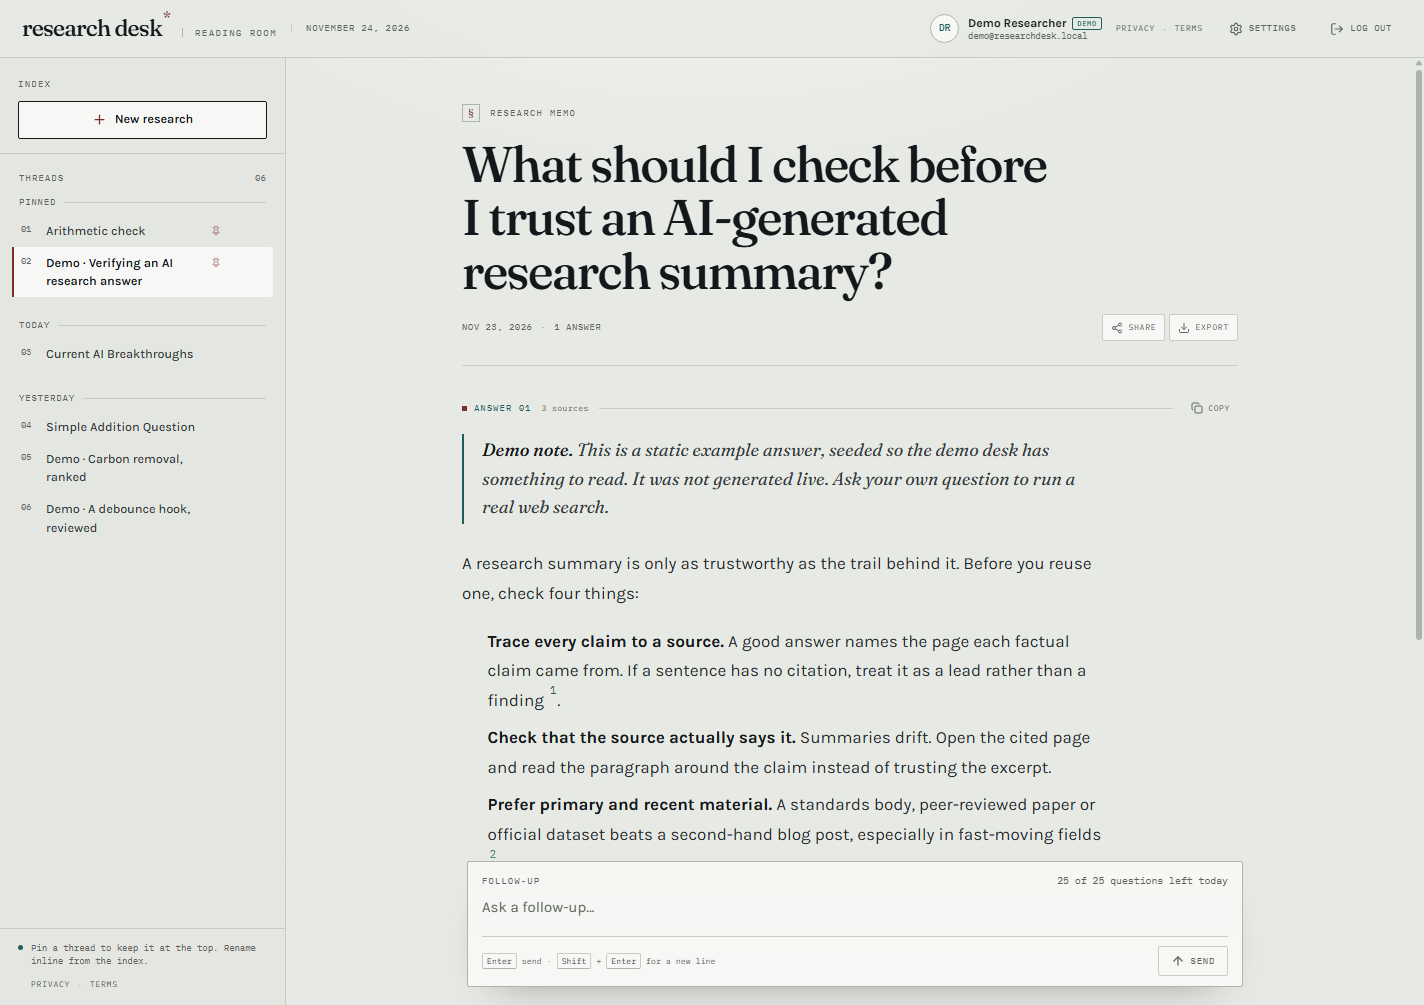 research desk*
READING ROOM
NOVEMBER 24, 2026
DR
Demo Researcher DEMO
demo@researchdesk.local
PRIVACY · TERMS
SETTINGS
LOG OUT
INDEX
+ New research
THREADS 06
PINNED
01 Arithmetic check
02 Demo · Verifying an AI
research answer
TODAY
03 Current AI Breakthroughs
YESTERDAY
04 Simple Addition Question
05 Demo · Carbon removal,
ranked
06 Demo · A debounce hook,
reviewed
Pin a thread to keep it at the top. Rename
inline from the index.
PRIVACY · TERMS
§ RESEARCH MEMO
What should I check before
I trust an AI-generated
research summary?
NOV 23, 2026 · 1 ANSWER
SHARE
EXPORT
ANSWER 01 3 sources
COPY
Demo note. This is a static example answer, seeded so the demo desk has
something to read. It was not generated live. Ask your own question to run a
real web search.
A research summary is only as trustworthy as the trail behind it. Before you reuse
one, check four things:
Trace every claim to a source. A good answer names the page each factual
claim came from. If a sentence has no citation, treat it as a lead rather than a
finding 1.
Check that the source actually says it. Summaries drift. Open the cited page
and read the paragraph around the claim instead of trusting the excerpt.
Prefer primary and recent material. A standards body, peer-reviewed paper or
official dataset beats a second-hand blog post, especially in fast-moving fields
2
FOLLOW-UP
25 of 25 questions left today
Ask a follow-up…
Enter send · Shift + Enter for a new line
SEND